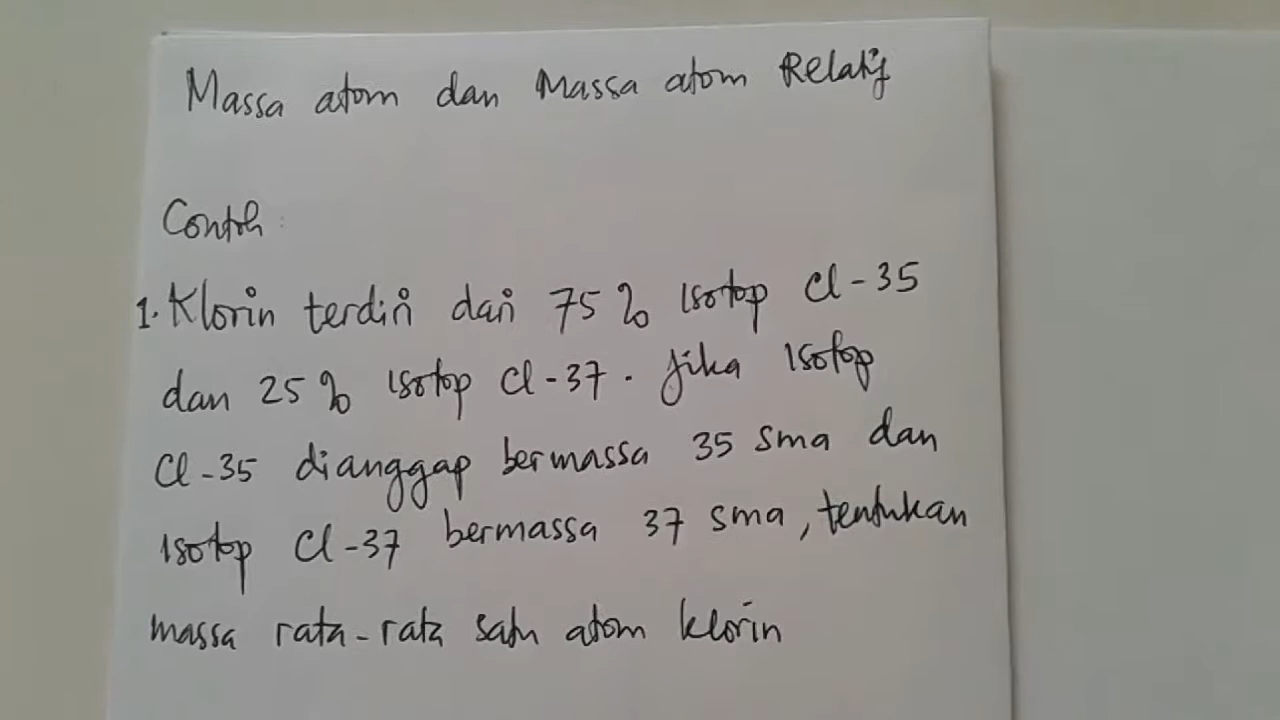 Massa atom dan Massa atom Relatif
Contoh :
1. Klorin terdiri dari 75 % isotop Cl-35
dan 25 % isotop Cl-37. Jika isotop
Cl-35 dianggap bermassa 35 sma dan
isotop Cl-37 bermassa 37 sma, tentukan
massa rata-rata satu atom klorin